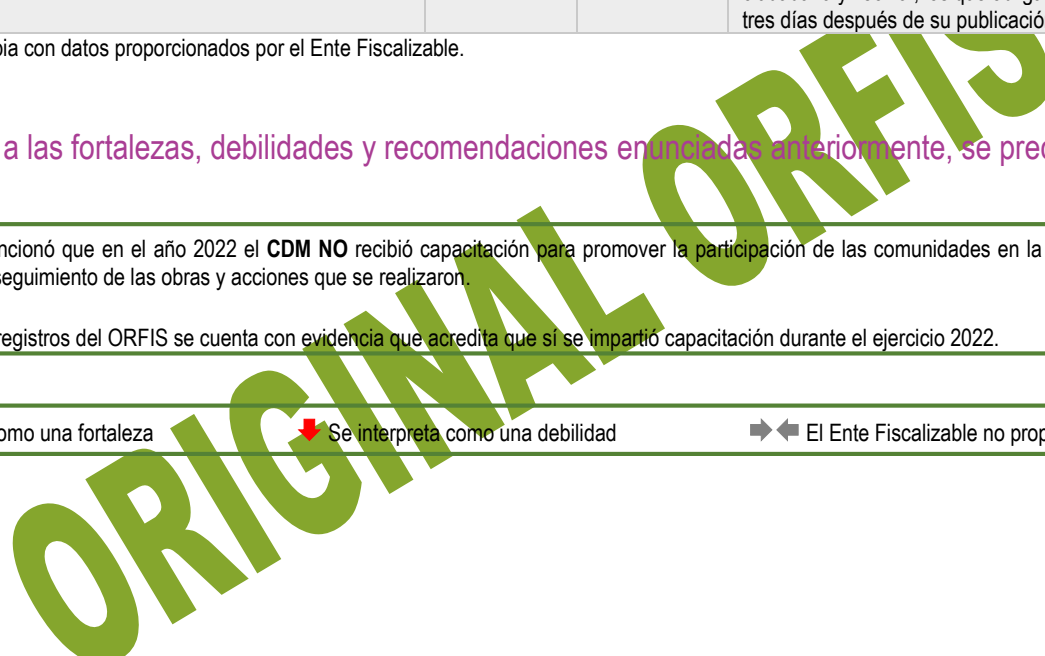 tres días después de su publicació
ia con datos proporcionados por el Ente Fiscalizable.
a las fortalezas, debilidades y recomendaciones enunciadas anteriormente, se prec
ncionó que en el año 2022 el CDM NO recibió capacitación para promover la participación de las comunidades en la
seguimiento de las obras y acciones que se realizaron.
registros del ORFIS se cuenta con evidencia que acredita que sí se impartió capacitación durante el ejercicio 2022.
omo una fortaleza
Se interpreta como una debilidad
El Ente Fiscalizable no prop
ORIGINAL ORFIS